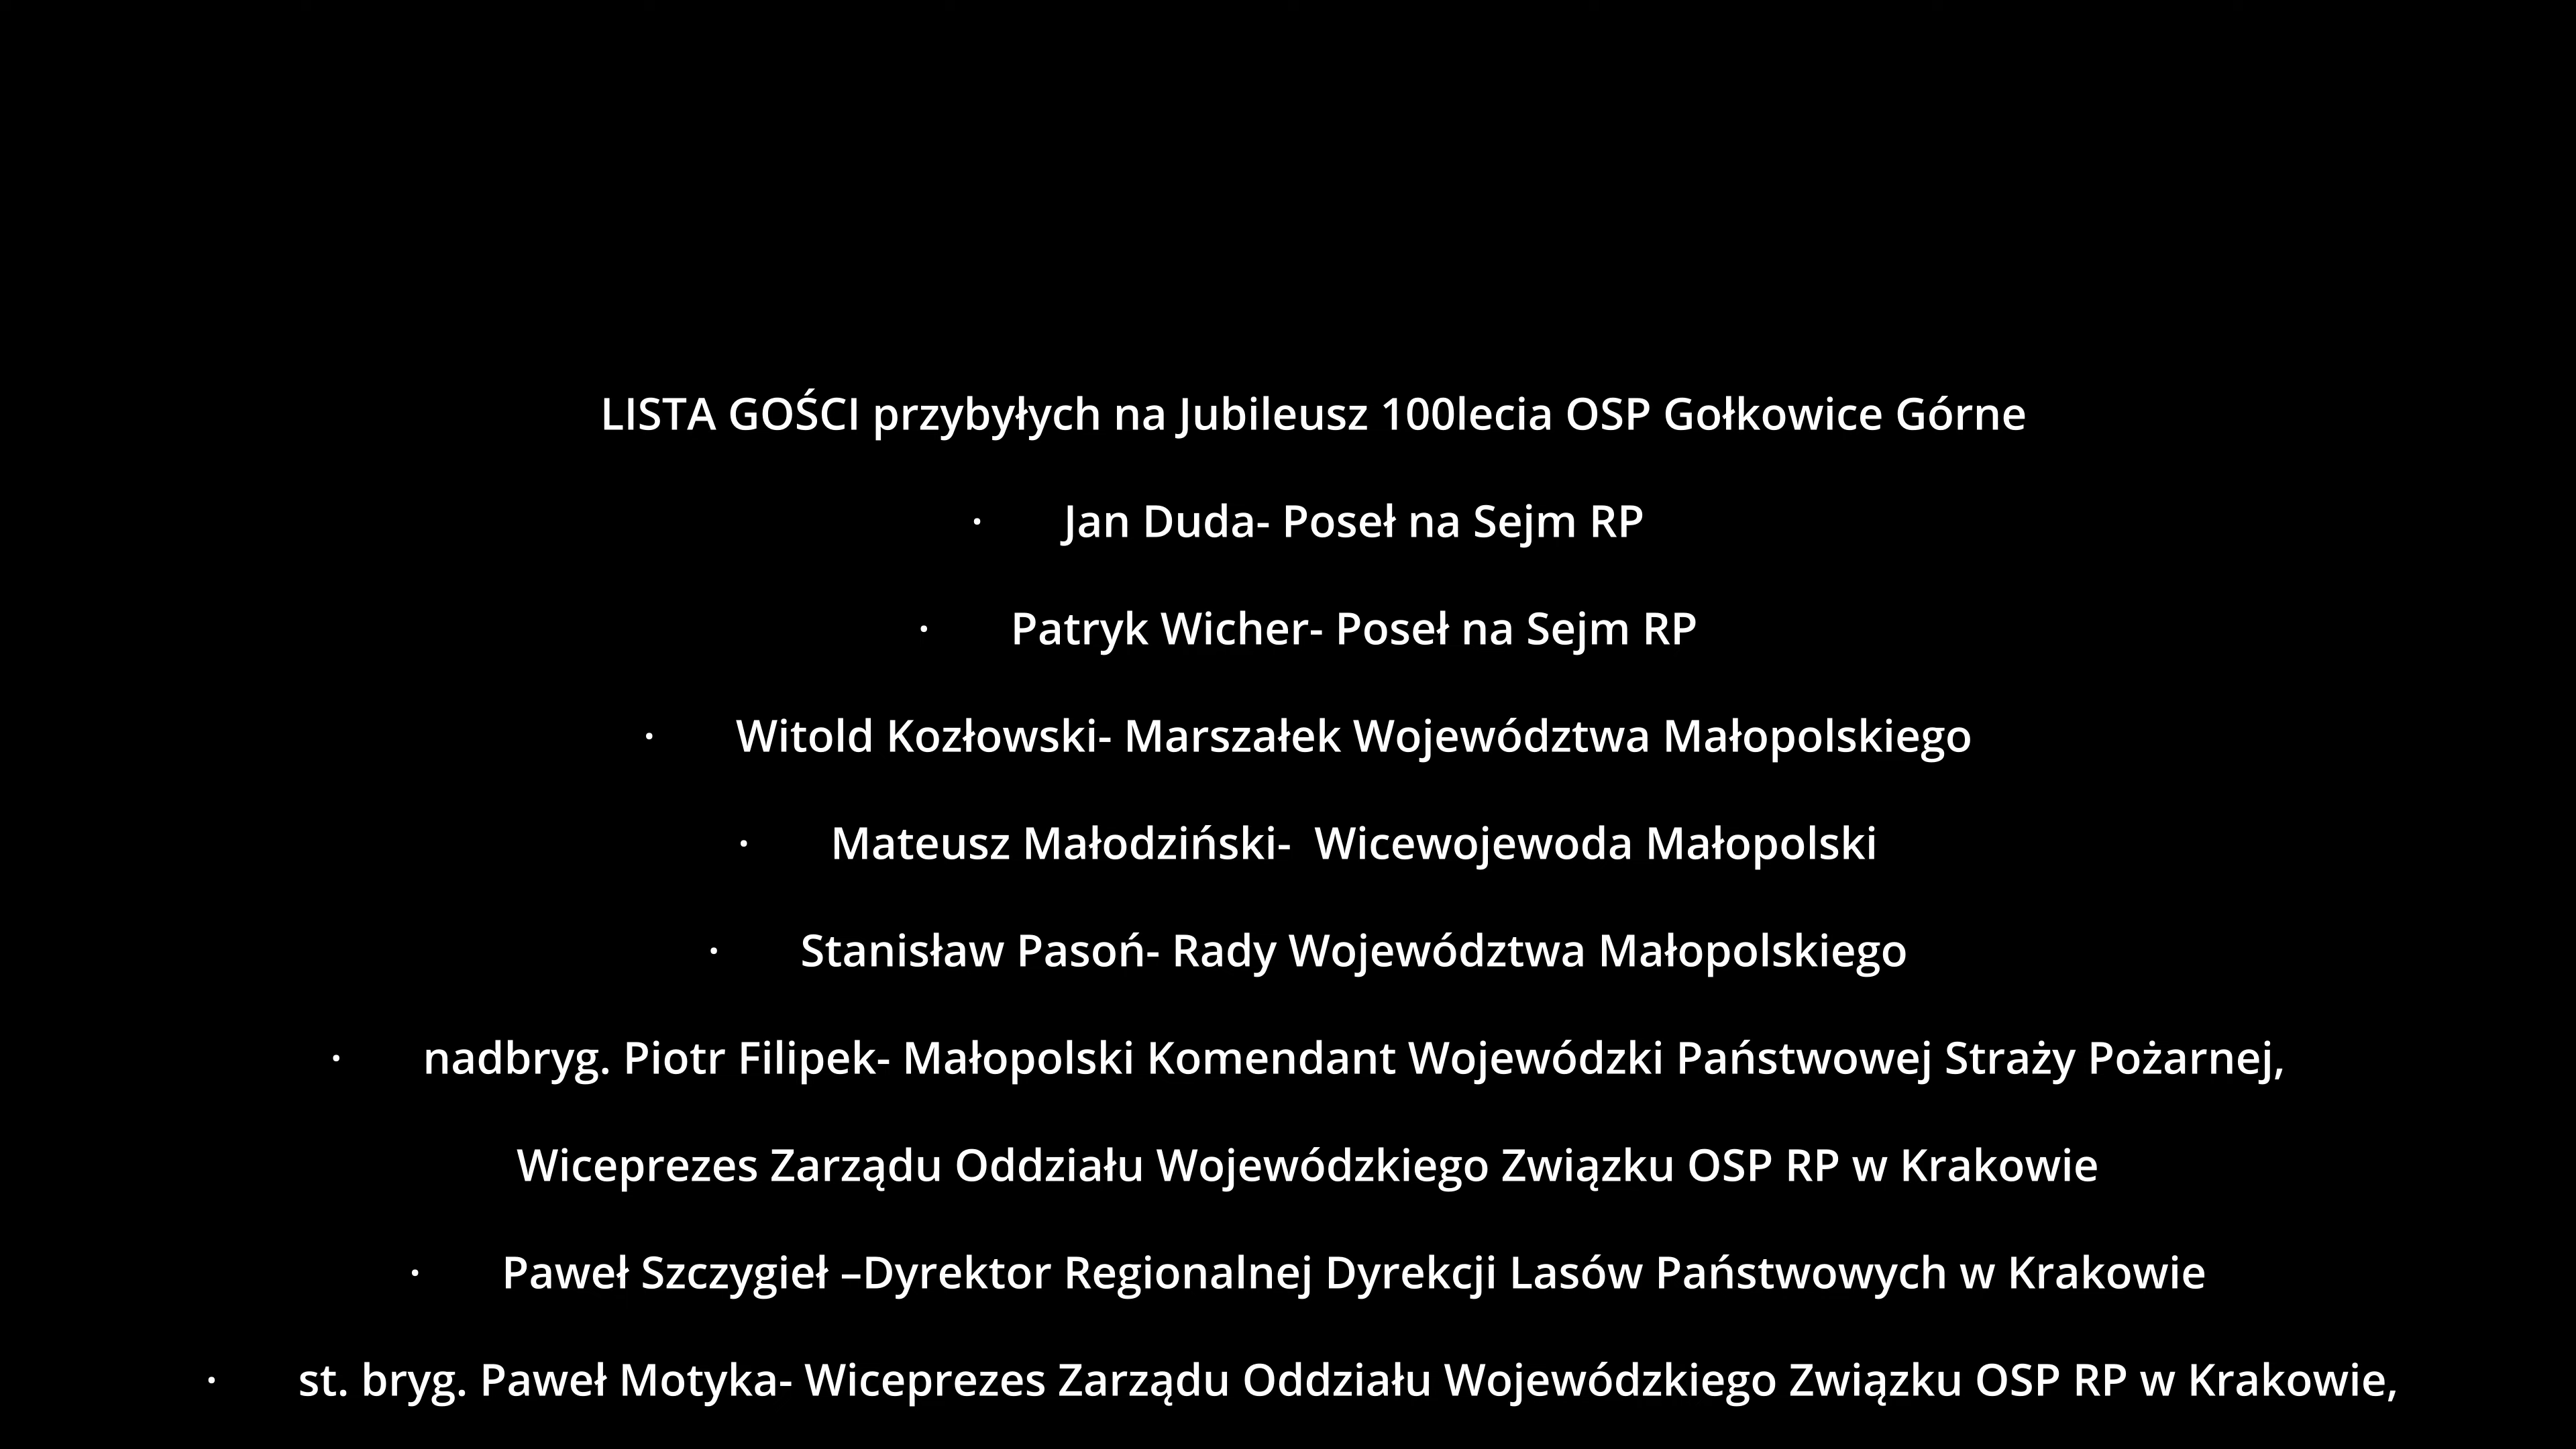 LISTA GOŚCI przybyłych na Jubileusz 100lecia OSP Gołkowice Górne
· Jan Duda- Poseł na Sejm RP
· Patryk Wicher- Poseł na Sejm RP
· Witold Kozłowski- Marszałek Województwa Małopolskiego
· Mateusz Małodziński-  Wicewojewoda Małopolski
· Stanisław Pasoń- Rady Województwa Małopolskiego
· nadbryg. Piotr Filipek- Małopolski Komendant Wojewódzki Państwowej Straży Pożarnej,
Wiceprezes Zarządu Oddziału Wojewódzkiego Związku OSP RP w Krakowie
· Paweł Szczygieł –Dyrektor Regionalnej Dyrekcji Lasów Państwowych w Krakowie
· st. bryg. Paweł Motyka- Wiceprezes Zarządu Oddziału Wojewódzkiego Związku OSP RP w Krakowie,